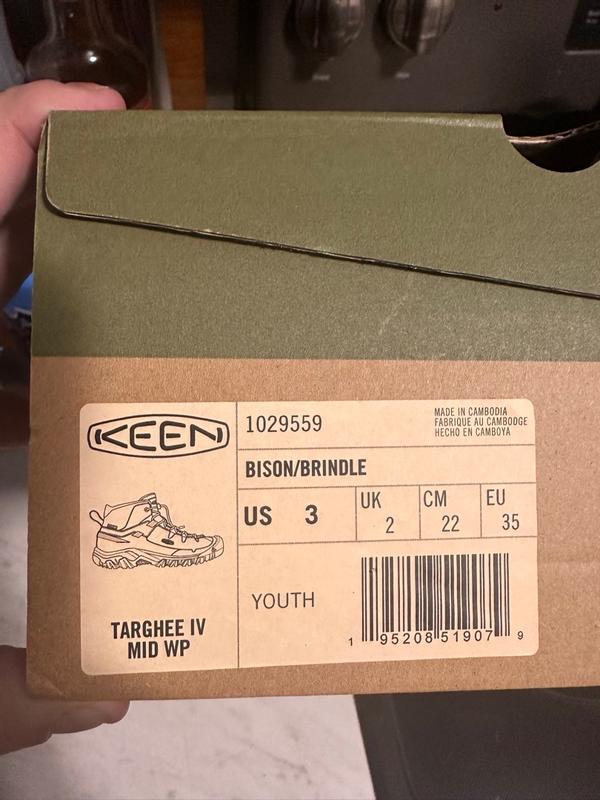 KEEN
1029559
MADE IN CAMBODIA
FABRIQUE AU CAMBODGE
HECHO EN CAMBOYA
BISON/BRINDLE
US 3
UK 2
CM 22
EU 35
YOUTH
TARGHEE IV
MID WP
1 95208 51907 9